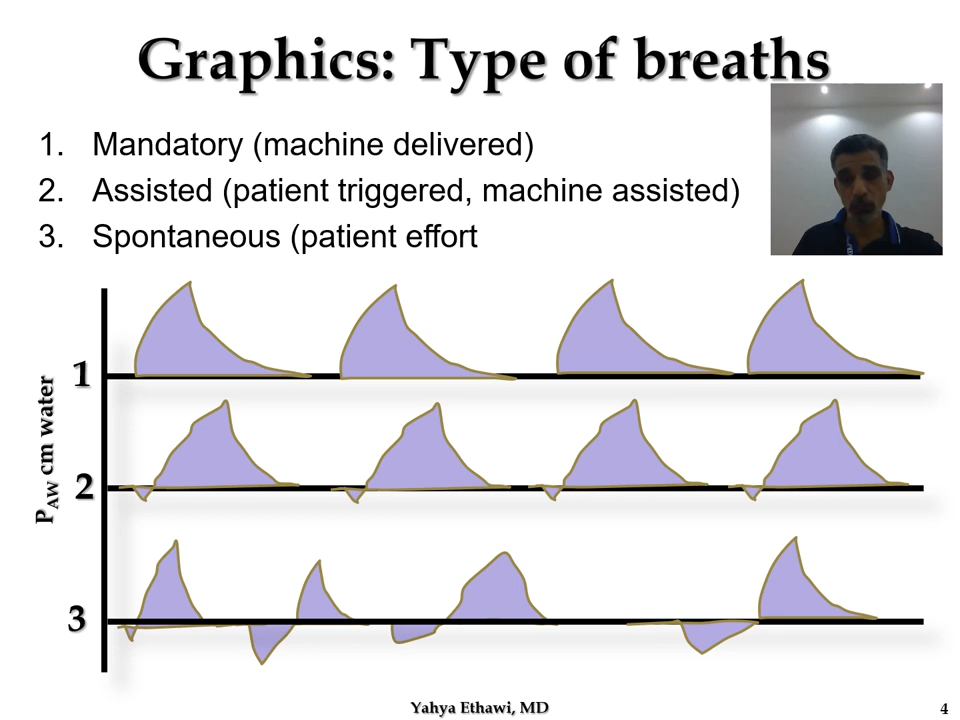 Graphics: Type of breaths
1. Mandatory (machine delivered)
2. Assisted (patient triggered, machine assisted)
3. Spontaneous (patient effort
PAW cm water
1
2
3
Yahya Ethawi, MD
4